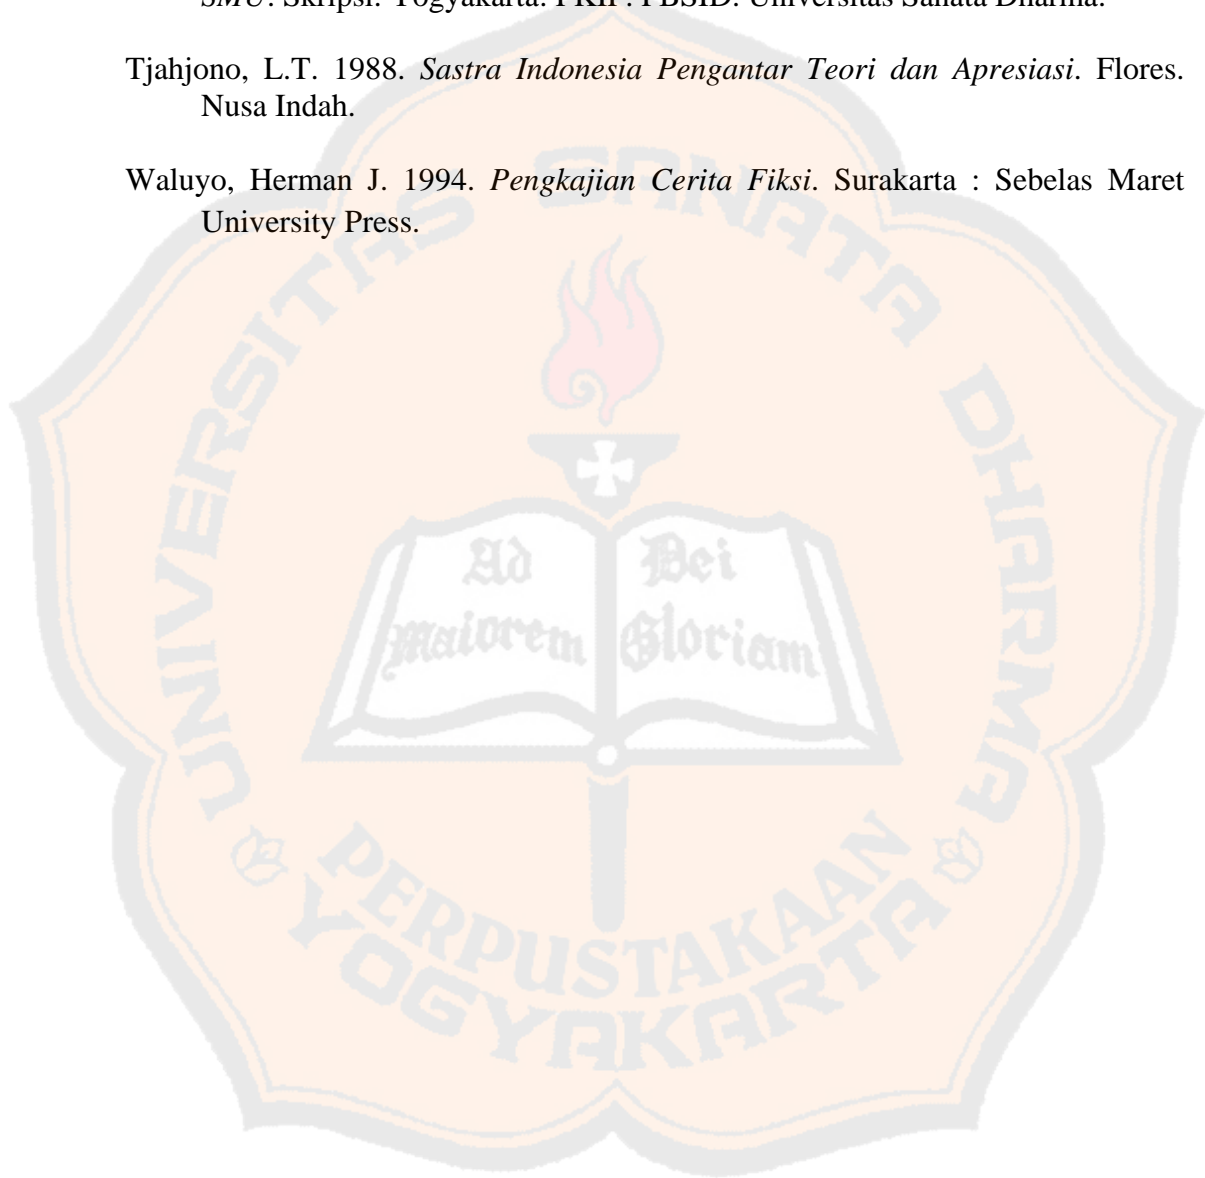 SMU. Skripsi. Yogyakarta: FKIP. PBSID. Universitas Sanata Dharma.
Tjahjono, L.T. 1988. Sastra Indonesia Pengantar Teori dan Apresiasi. Flores.
Nusa Indah.
Waluyo, Herman J. 1994. Pengkajian Cerita Fiksi. Surakarta : Sebelas Maret
University Press.
UNIVERSITAS SANATA DHARMA
Ad
maiorem
Dei
Gloriam
PERPUSTAKAAN
YOGYAKARTA